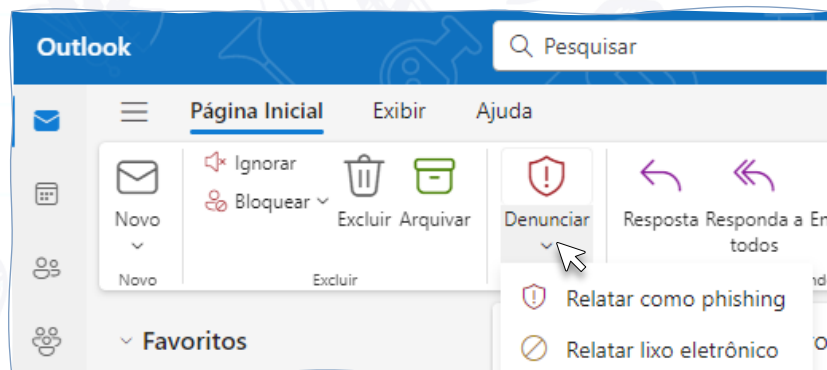 Outlook
Pesquisar
Página Inicial Exibir Ajuda
Ignorar
Bloquear
Novo
Excluir Arquivar
Denunciar
Resposta Responda a
todos
Novo
Excluir
Relatar como phishing
Relatar lixo eletrônico
Favoritos